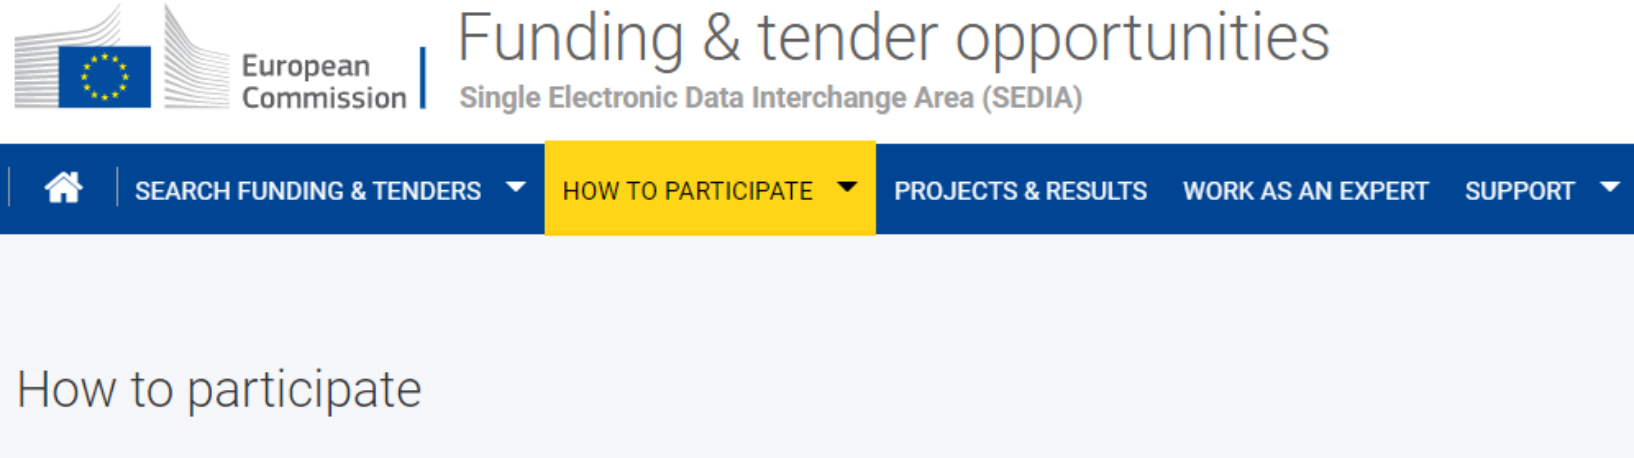 European
Commission
Funding & tender opportunities
Single Electronic Data Interchange Area (SEDIA)
SEARCH FUNDING & TENDERS HOW TO PARTICIPATE PROJECTS & RESULTS WORK AS AN EXPERT SUPPORT
How to participate